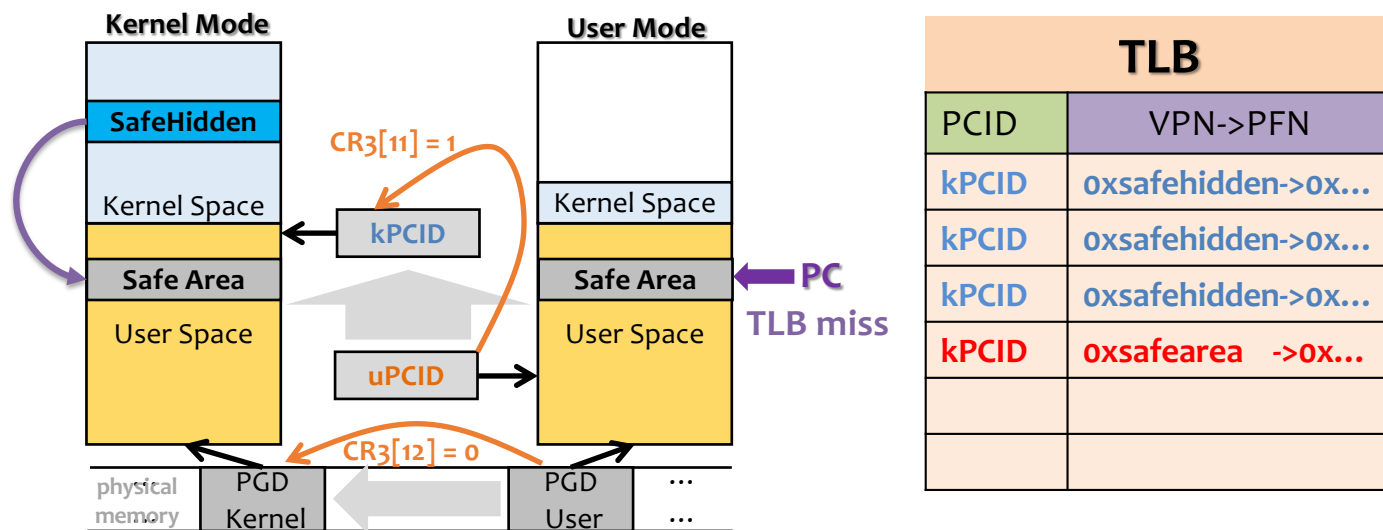 Kernel Mode
User Mode
SafeHidden
CR3[11] = 1
Kernel Space
kPCID
Kernel Space
Safe Area
Safe Area
PC
TLB miss
User Space
User Space
uPCID
CR3[12] = 0
physical
memory
...
...
PGD
Kernel
PGD
User
...
...
TLB
PCID VPN->PFN
kPCID 0xsafehidden->0x...
kPCID 0xsafehidden->0x...
kPCID 0xsafehidden->0x...
kPCID 0xsafearea ->0x...